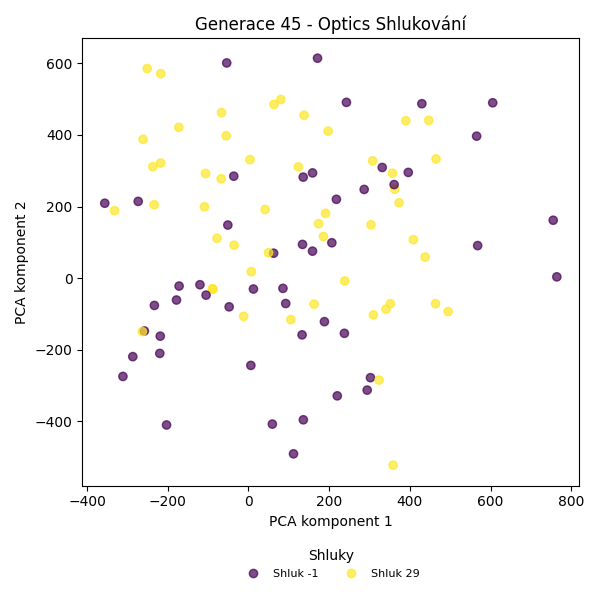 Generace 45 - Optics Shlukování
PCA komponent 2
600
400
200
0
−200
−400
−400
−200
0
200
400
600
800
PCA komponent 1
Shluky
Shluk -1
Shluk 29